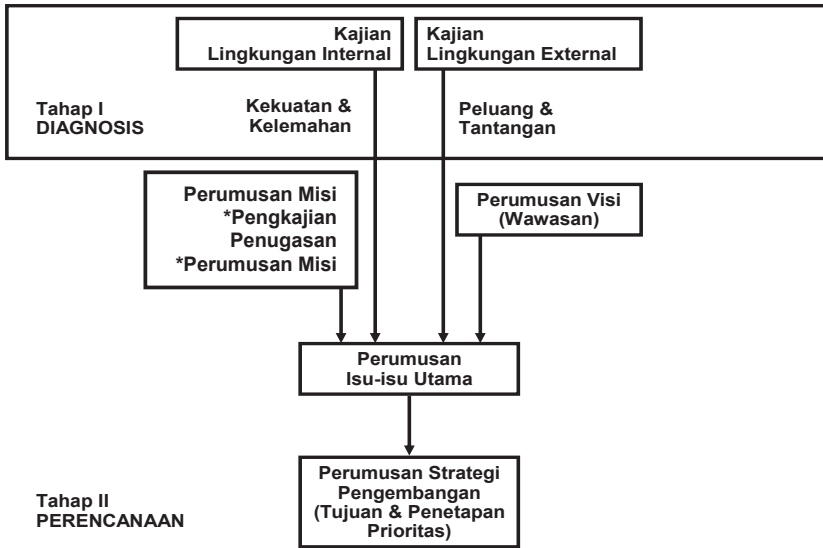 Kajian
Lingkungan Internal
Kajian
Lingkungan External
Tahap I
DIAGNOSIS
Kekuatan &
Kelemahan
Peluang &
Tantangan
Perumusan Misi
*Pengkajian
Penugasan
*Perumusan Misi
Perumusan Visi
(Wawasan)
Perumusan
Isu-isu Utama
Tahap II
PERENCANAAN
Perumusan Strategi
Pengembangan
(Tujuan & Penetapan
Prioritas)